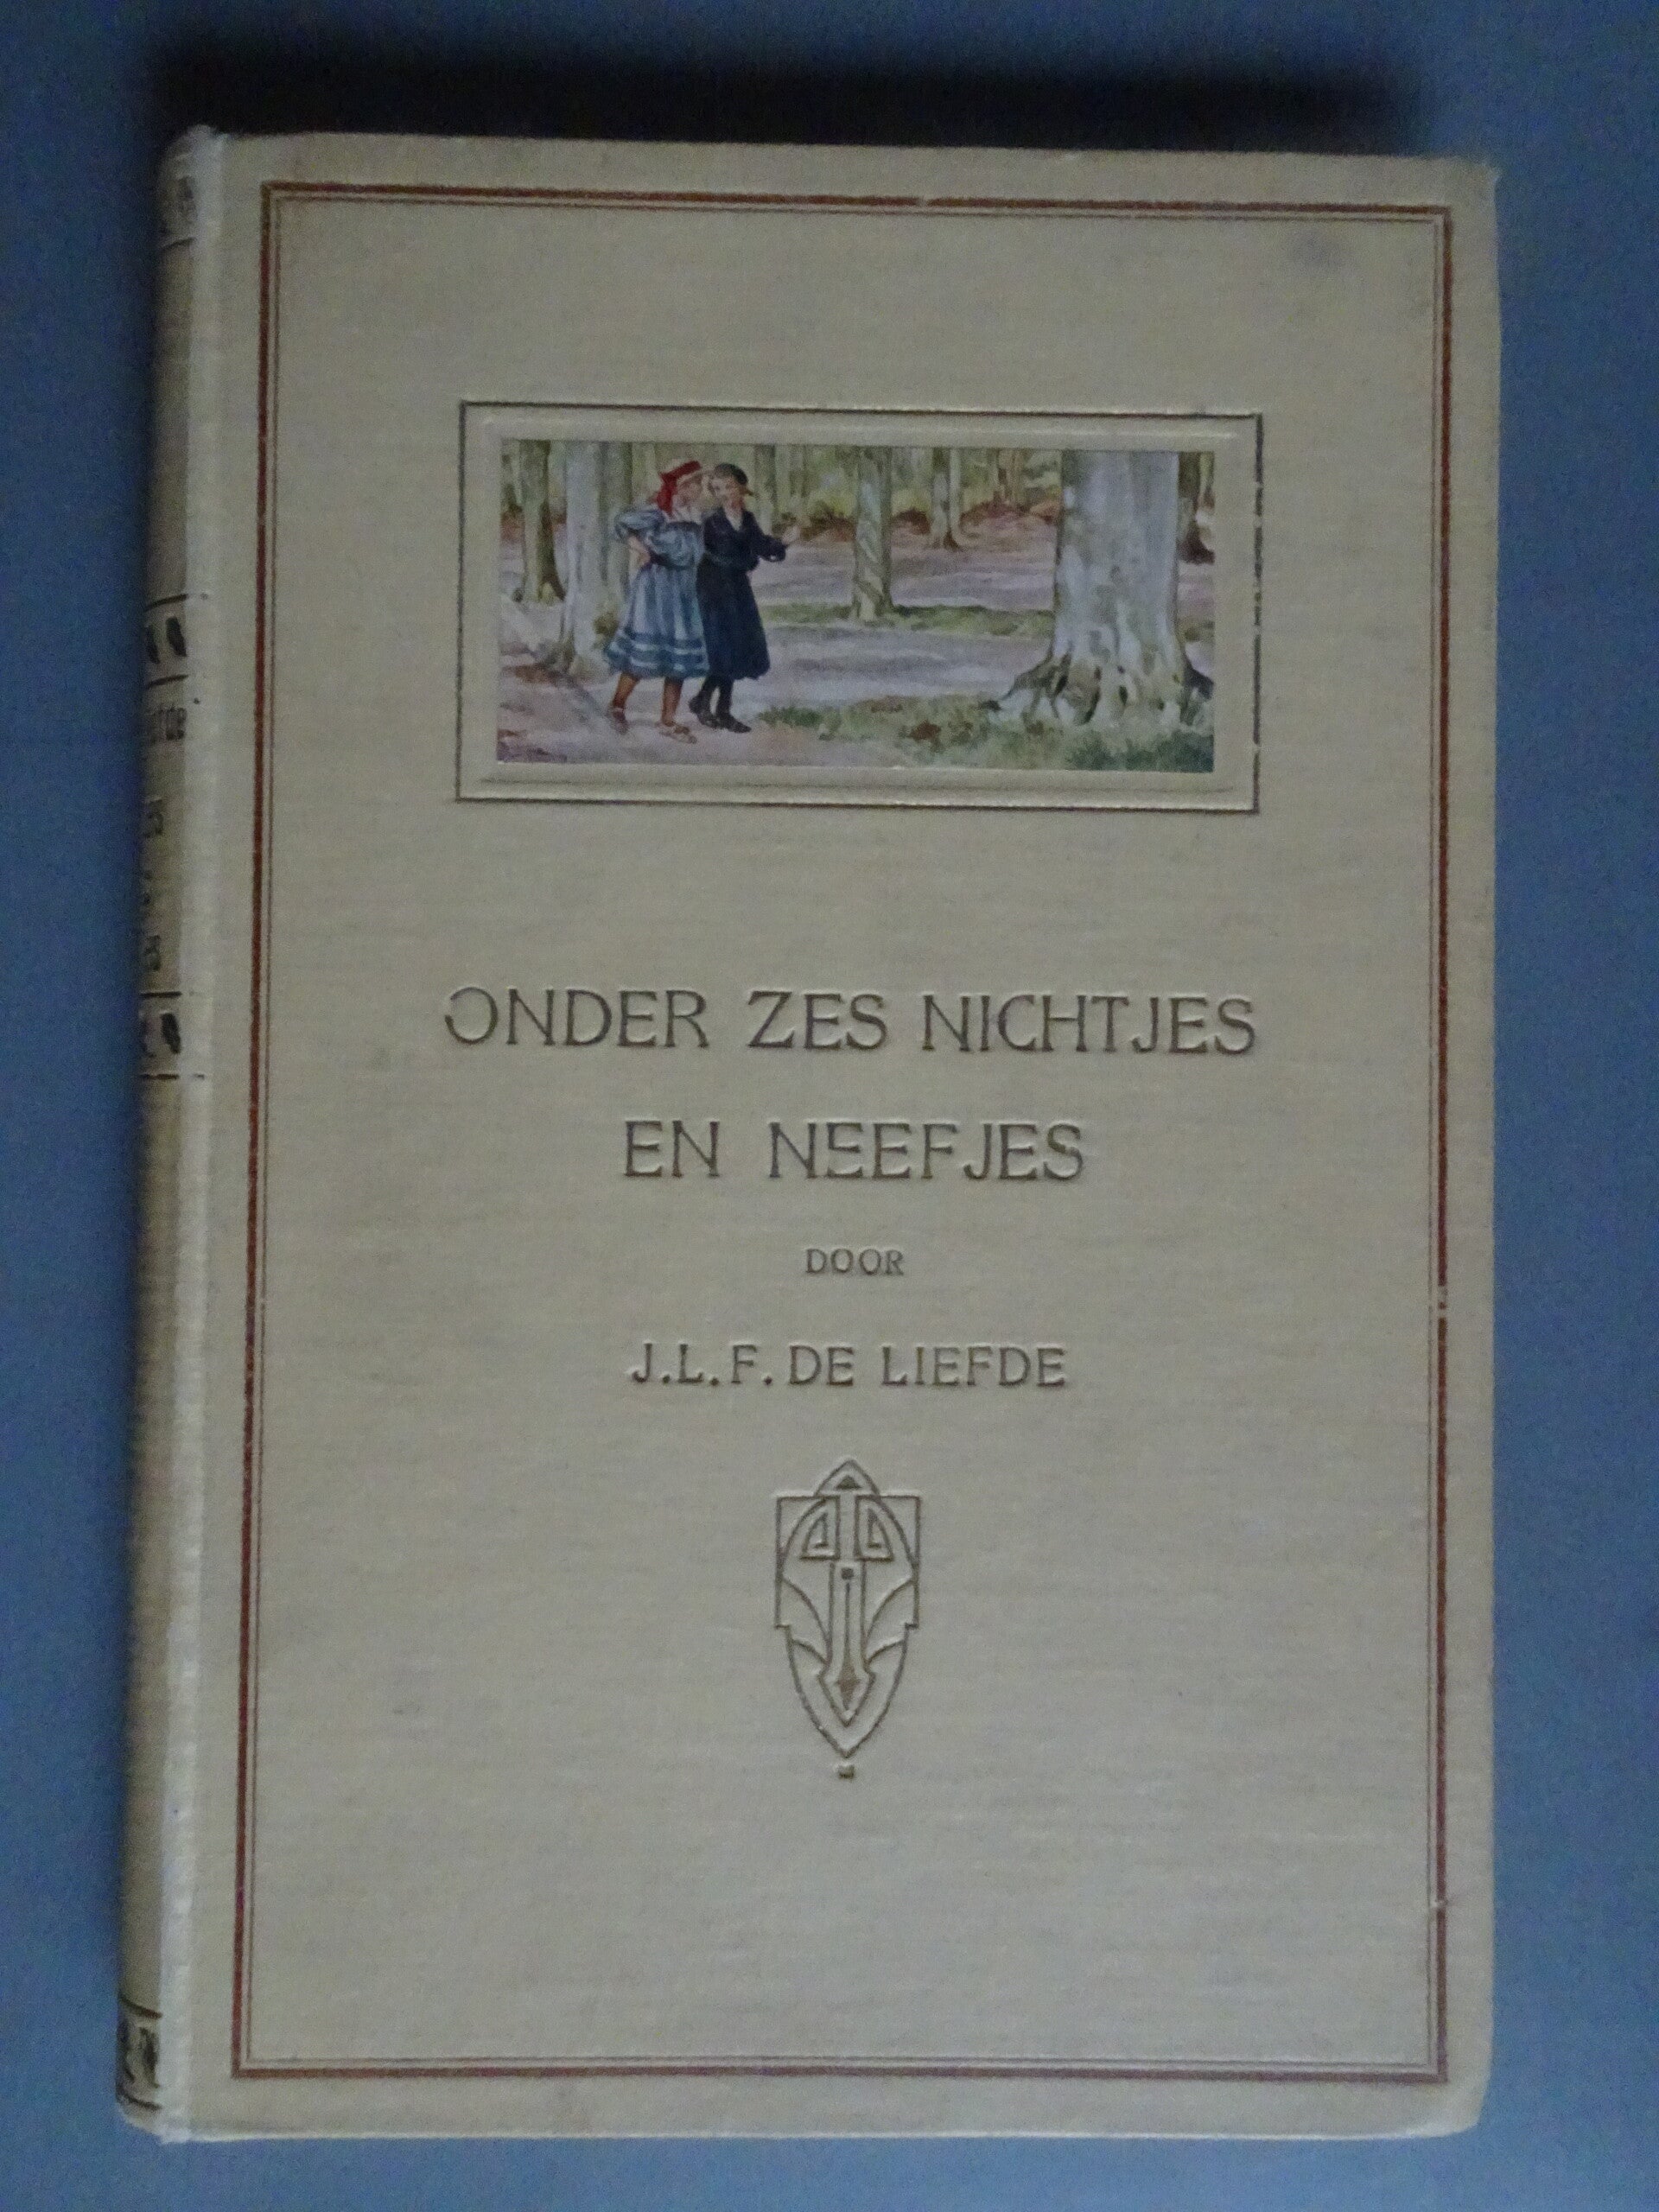 ONDER ZES NICHTJES
EN NEEFJES
DOOR
J.L.F. DE LIEFDE